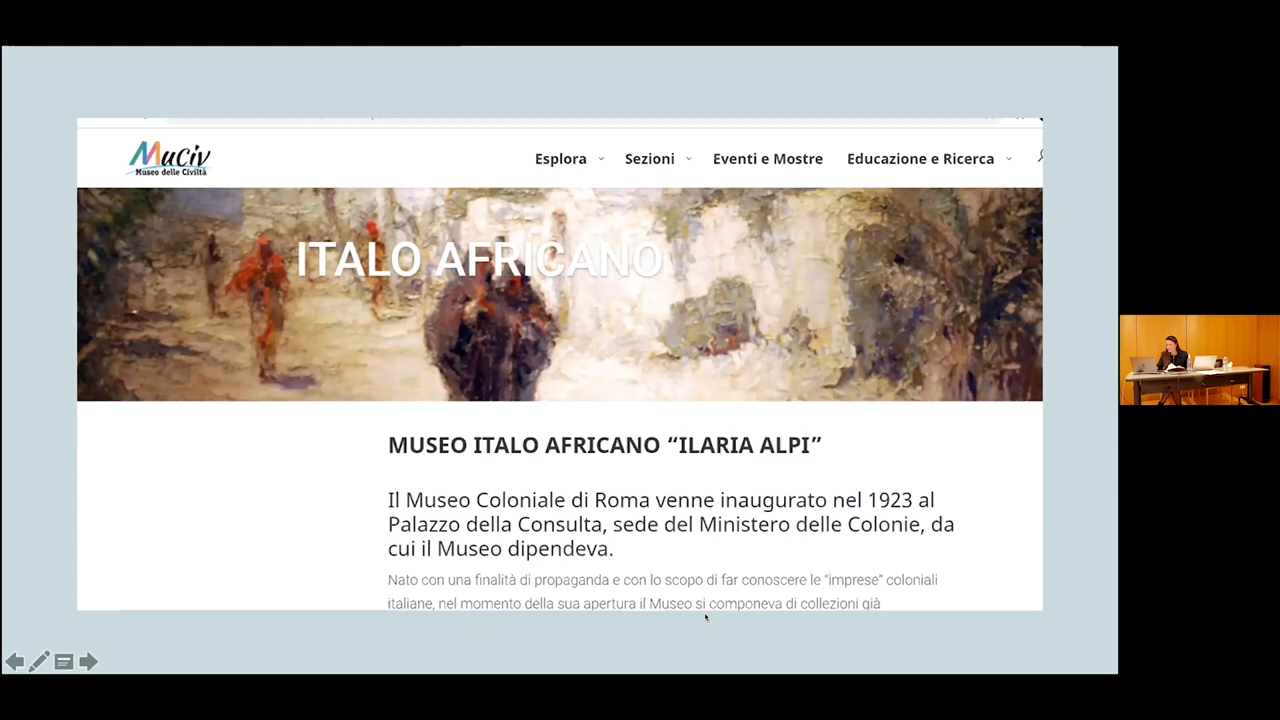 MuCiv
Museo delle Civiltà
Esplora
Sezioni
Eventi e Mostre
Educazione e Ricerca
ITALO AFRICANO
MUSEO ITALO AFRICANO “ILARIA ALPI”
Il Museo Coloniale di Roma venne inaugurato nel 1923 al
Palazzo della Consulta, sede del Ministero delle Colonie, da
cui il Museo dipendeva.
Nato con una finalità di propaganda e con lo scopo di far conoscere le “imprese” coloniali
italiane, nel momento della sua apertura il Museo si componeva di collezioni già